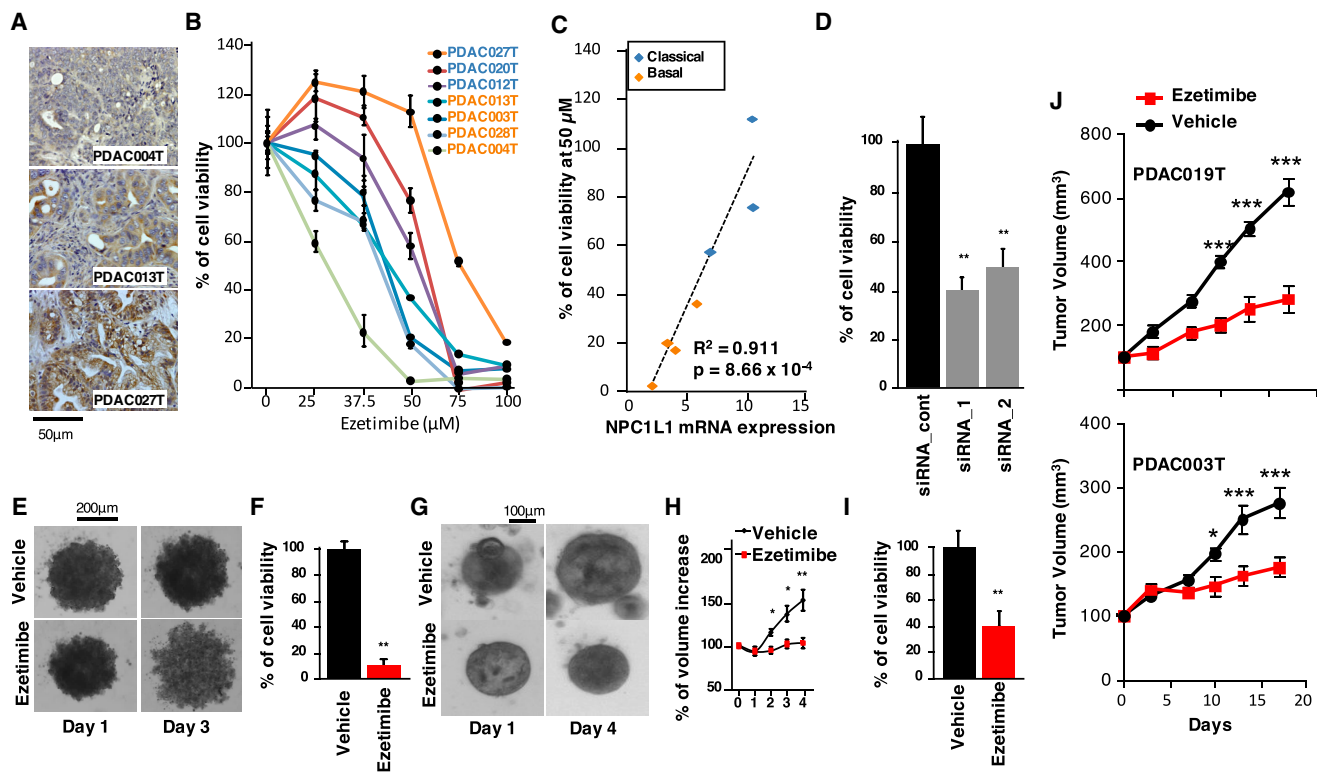 A
PDAC004T
PDAC013T
PDAC027T
50µm
B
% of cell viability
140
120
100
80
60
40
20
0
0 25 37.5 50 75 100
Ezetimibe (µM)
PDAC027T
PDAC020T
PDAC012T
PDAC013T
PDAC003T
PDAC028T
PDAC004T
C
Classical
Basal
% of cell viability at 50 µM
140
120
100
80
60
40
20
0
R² = 0.911
p = 8.66 x 10⁻⁴
0 5 10 15
NPC1L1 mRNA expression
D
% of cell viability
100
80
60
40
20
0
** **
siRNA_cont
siRNA_1
siRNA_2
E
200µm
Vehicle
Ezetimibe
Day 1 Day 3
F
% of cell viability
100
80
60
40
20
0
**
Vehicle
Ezetimibe
G
100µm
Vehicle
Ezetimibe
Day 1 Day 4
H
Vehicle
Ezetimibe
% of volume increase
200
150
100
50
* * **
0 1 2 3 4
I
% of cell viability
100
80
60
40
20
0
**
Vehicle
Ezetimibe
J
Ezetimibe
Vehicle
PDAC019T
Tumor Volume (mm³)
800
600
400
200
*** *** ***
PDAC003T
Tumor Volume (mm³)
400
300
200
100
0
* *** ***
0 5 10 15 20
Days